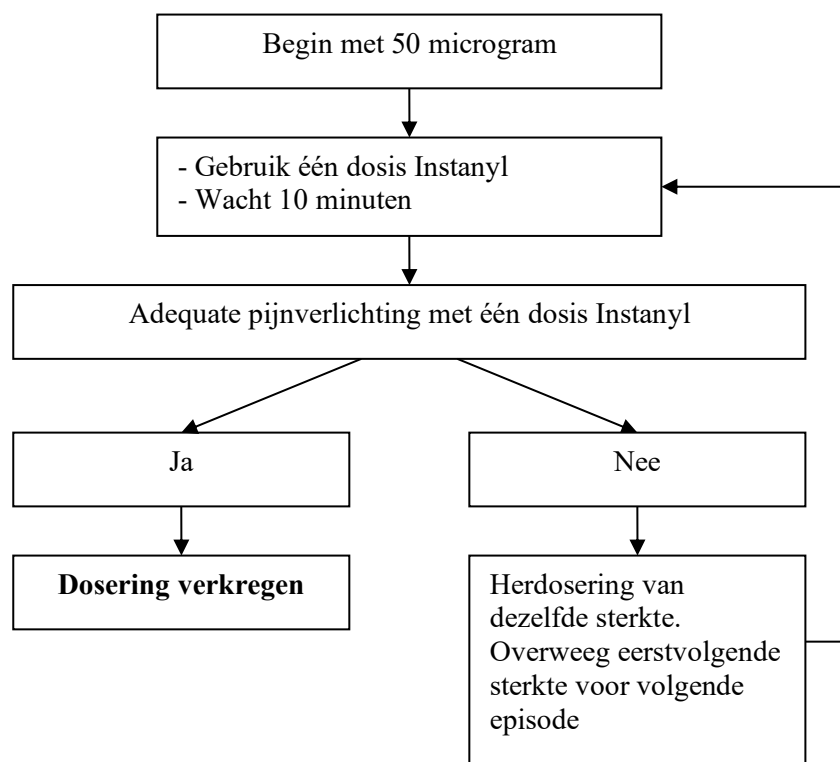 Begin met 50 microgram
- Gebruik één dosis Instanyl
- Wacht 10 minuten
Adequate pijnverlichting met één dosis Instanyl
Ja
Nee
Dosering verkregen
Herdosering van
dezelfde sterkte.
Overweeg eerstvolgende
sterkte voor volgende
episode